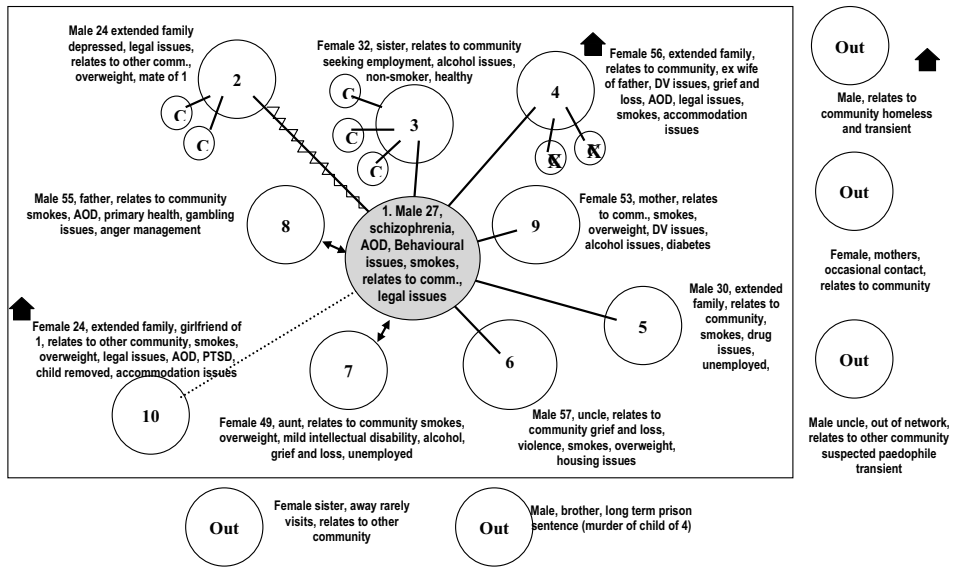 Male 24 extended family
depressed, legal issues,
relates to other comm.,
overweight, mate of 1
2
C
C
Female 32, sister, relates to community
seeking employment, alcohol issues,
non-smoker, healthy
C
C
C
3
4
Female 56, extended family,
relates to community, ex wife
of father, DV issues, grief and
loss, AOD, legal issues,
smokes, accommodation
issues
Male 55, father, relates to community
smokes, AOD, primary health, gambling
issues, anger management
8
1. Male 27,
schizophrenia,
AOD, Behavioural
issues, smokes,
relates to comm.,
legal issues
9
Female 53, mother, relates
to comm., smokes,
overweight, DV issues,
alcohol issues, diabetes
Male 30, extended
family, relates to
community,
smokes, drug
issues,
unemployed,
5
Female 24, extended family, girlfriend of
1, relates to other community, smokes,
overweight, legal issues, AOD, PTSD,
child removed, accommodation issues
10
7
Female 49, aunt, relates to community smokes,
overweight, mild intellectual disability, alcohol,
grief and loss, unemployed
6
Male 57, uncle, relates to
community grief and loss,
violence, smokes, overweight,
housing issues
Out
Male, relates to
community homeless
and transient
Out
Female, mothers,
occasional contact,
relates to community
Out
Male uncle, out of network,
relates to other community
suspected paedophile
transient
Out
Female sister, away rarely
visits, relates to other
community
Out
Male, brother, long term prison
sentence (murder of child of 4)